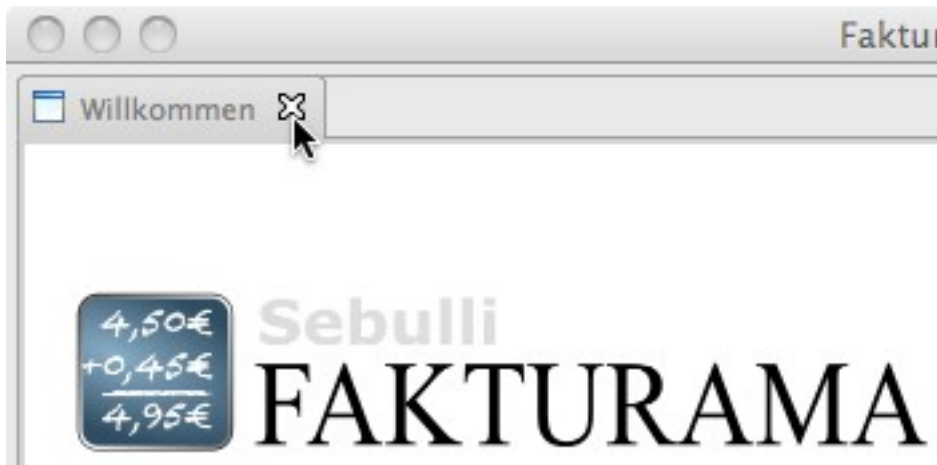 Faktur
Willkommen
4,50€
+0,45€
4,95€
Sebulli
FAKTURAMA